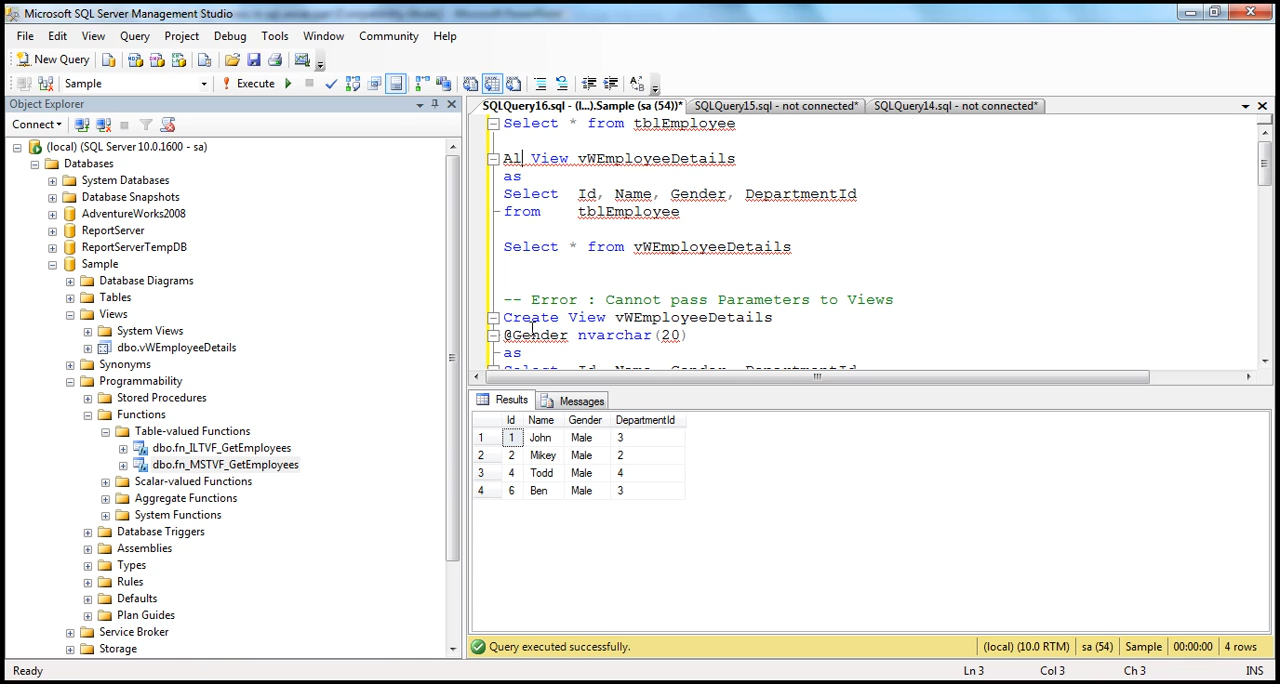 Microsoft SQL Server Management Studio
File Edit View Query Project Debug Tools Window Community Help
New Query
Sample Execute
Object Explorer
SQLQuery16.sql - (l...).Sample (sa (54))* SQLQuery15.sql - not connected* SQLQuery14.sql - not connected*
Connect
(local) (SQL Server 10.0.1600 - sa)
Databases
System Databases
Database Snapshots
AdventureWorks2008
ReportServer
ReportServerTempDB
Sample
Database Diagrams
Tables
Views
System Views
dbo.vWEmployeeDetails
Synonyms
Programmability
Stored Procedures
Functions
Table-valued Functions
dbo.fn_ILTVF_GetEmployees
dbo.fn_MSTVF_GetEmployees
Scalar-valued Functions
Aggregate Functions
System Functions
Database Triggers
Assemblies
Types
Rules
Defaults
Plan Guides
Service Broker
Storage
Select * from tblEmployee
Al View vWEmployeeDetails
as
Select Id, Name, Gender, DepartmentId
from tblEmployee
Select * from vWEmployeeDetails
-- Error : Cannot pass Parameters to Views
Create View vWEmployeeDetails
@Gender nvarchar(20)
as
Select Id, Name, Gender, DepartmentId
Results Messages
Id Name Gender DepartmentId
1 1 John Male 3
2 2 Mikey Male 2
3 4 Todd Male 4
4 6 Ben Male 3
Query executed successfully. (local) (10.0 RTM) sa (54) Sample 00:00:00 4 rows
Ready Ln 3 Col 3 Ch 3 INS